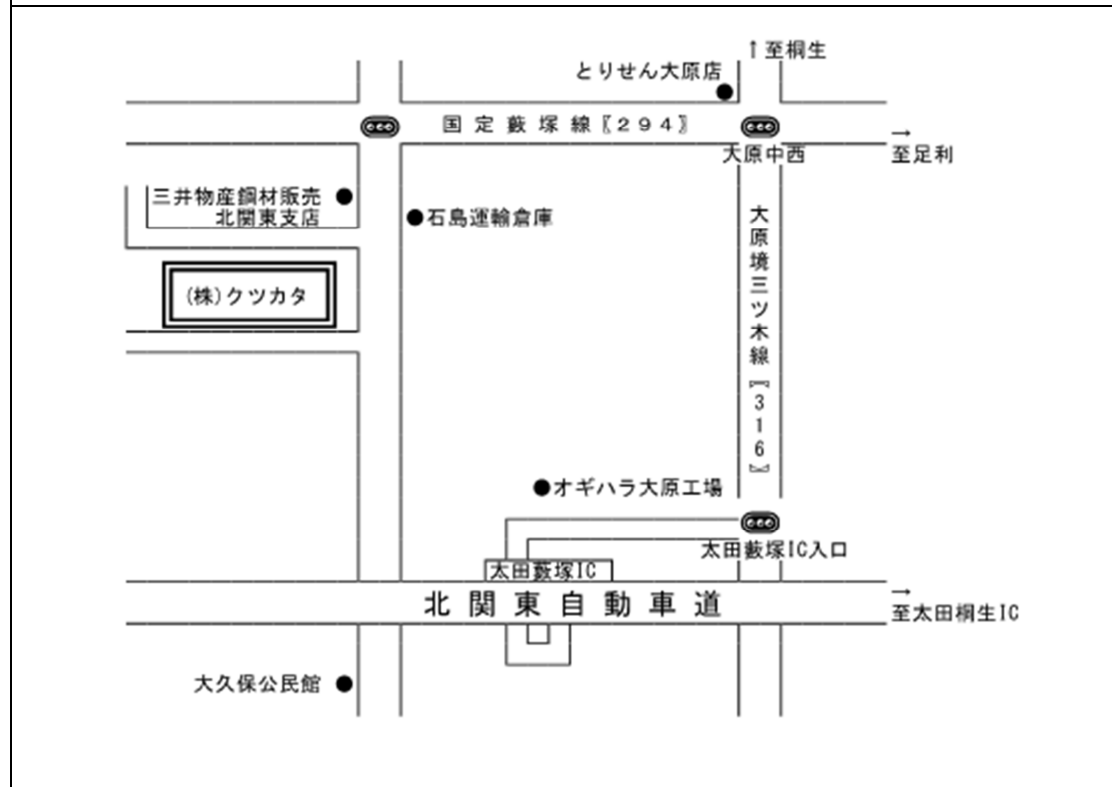 ↑至桐生
とりせん大原店
国定藪塚線〖294〗
→
至足利
大原中西
三井物産鋼材販売
北関東支店
石島運輸倉庫
大原境三ツ木線〖316〗
(株)クツカタ
オギハラ大原工場
太田藪塚IC入口
太田藪塚IC
北関東自動車道
→
至太田桐生IC
大久保公民館